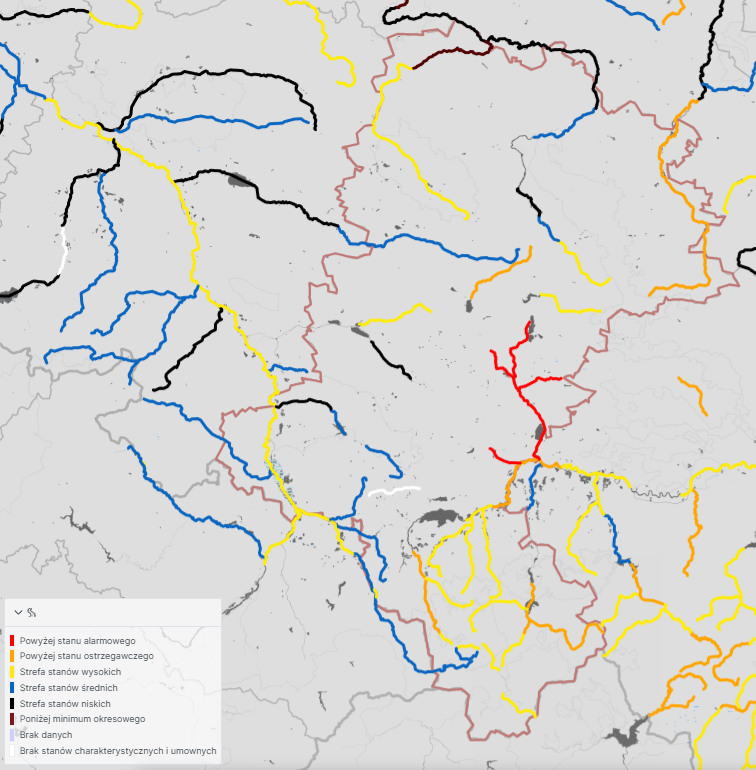 Powyżej stanu alarmowego
Powyżej stanu ostrzegawczego
Strefa stanów wysokich
Strefa stanów średnich
Strefa stanów niskich
Poniżej minimum okresowego
Brak danych
Brak stanów charakterystycznych i umownych